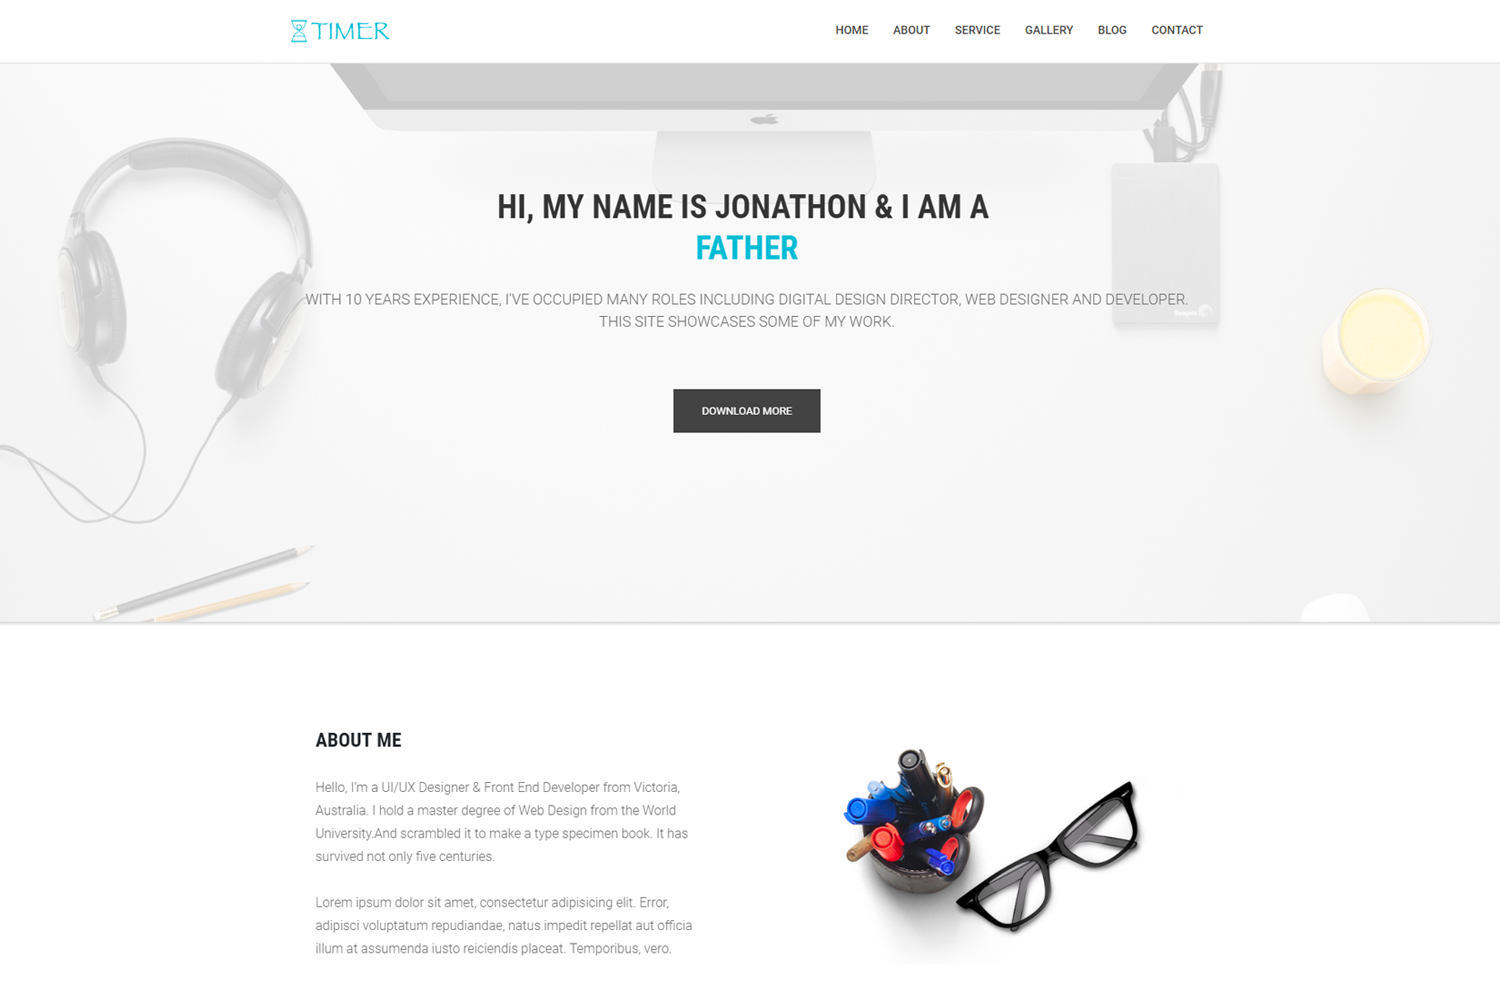 TIMER
HOME ABOUT SERVICE GALLERY BLOG CONTACT
HI, MY NAME IS JONATHON & I AM A
FATHER
WITH 10 YEARS EXPERIENCE, I'VE OCCUPIED MANY ROLES INCLUDING DIGITAL DESIGN DIRECTOR, WEB DESIGNER AND DEVELOPER.
THIS SITE SHOWCASES SOME OF MY WORK.
Seagate
DOWNLOAD MORE
ABOUT ME
Hello, I'm a UI/UX Designer & Front End Developer from Victoria,
Australia. I hold a master degree of Web Design from the World
University.And scrambled it to make a type specimen book. It has
survived not only five centuries.
Lorem ipsum dolor sit amet, consectetur adipisicing elit. Error,
adipisci voluptatum repudiandae, natus impedit repellat aut officia
illum at assumenda iusto reiciendis placeat. Temporibus, vero.